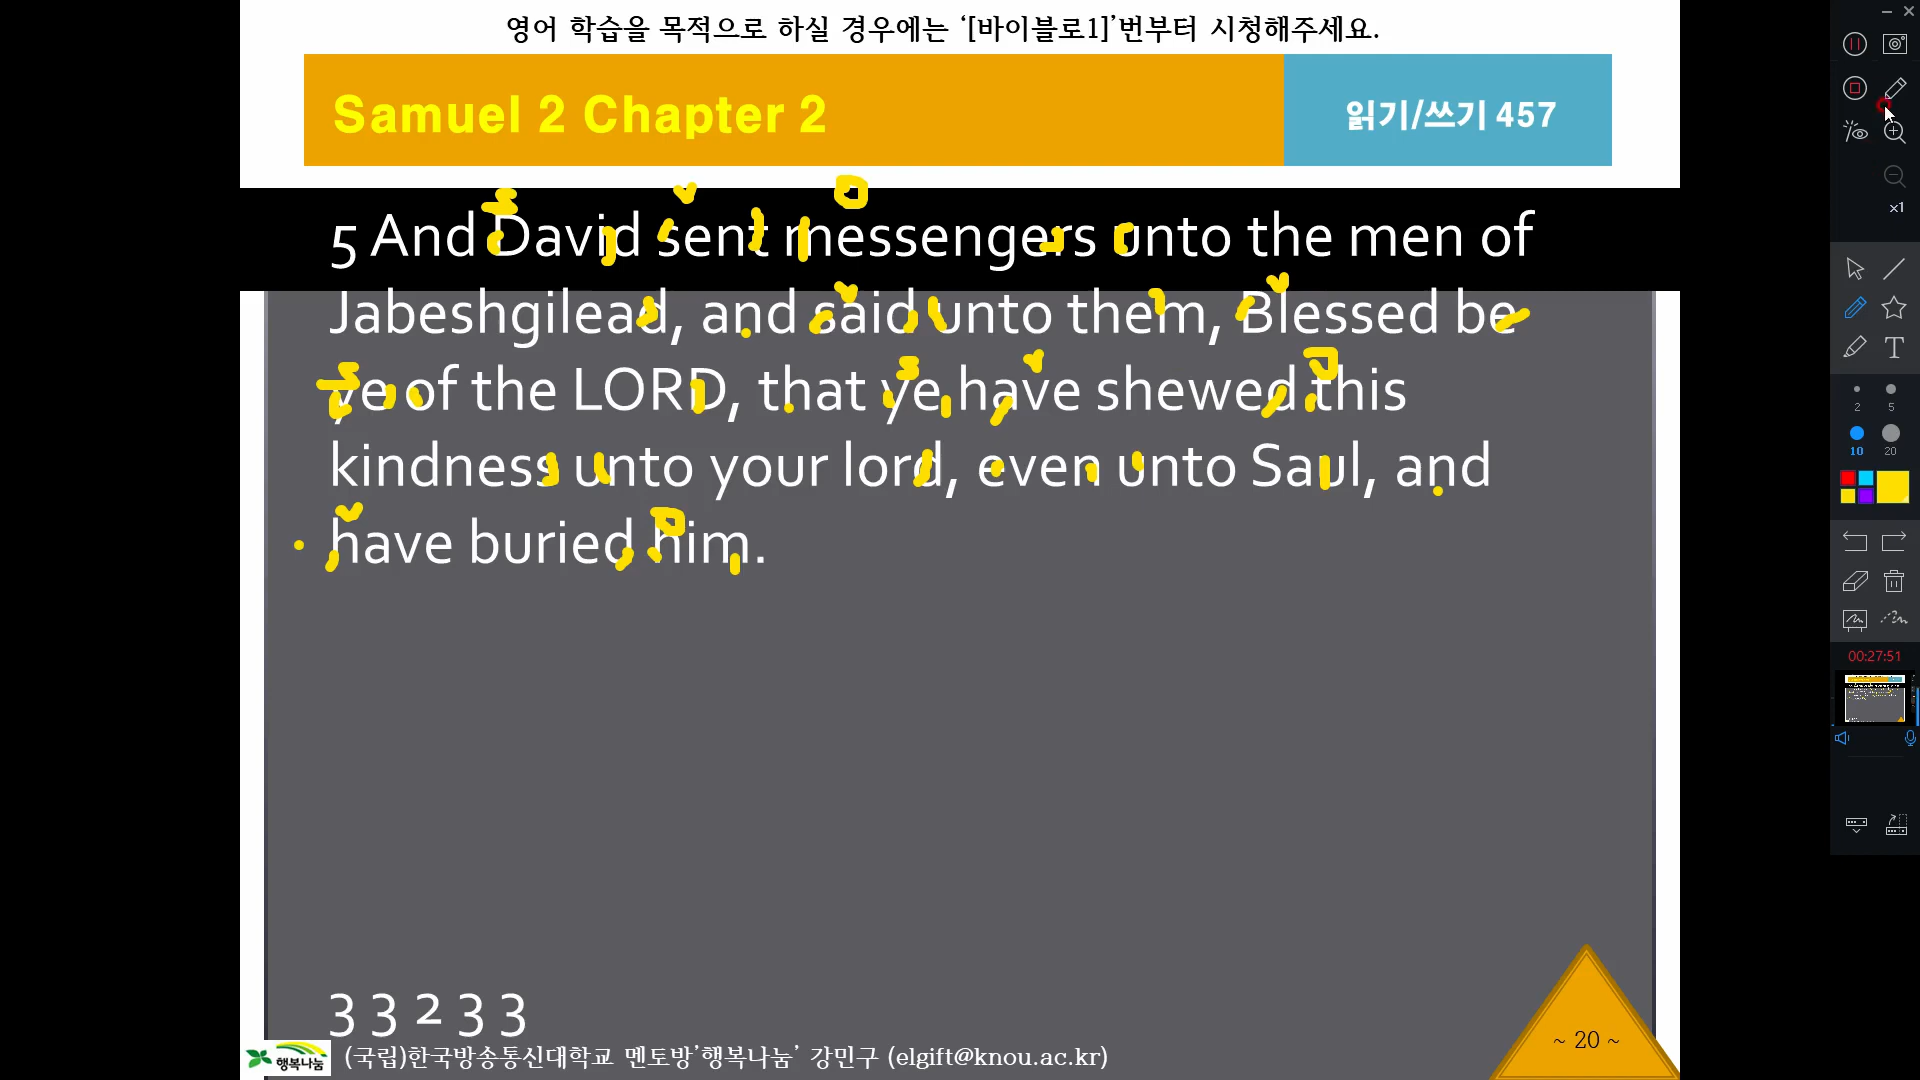 영어 학습을 목적으로 하실 경우에는 ‘[바이블로1]’번부터 시청해주세요.
Samuel 2 Chapter 2
읽기/쓰기 457
5 And David sent messengers unto the men of
Jabeshgilead, and said unto them, Blessed be
ye of the LORD, that ye have shewed this
kindness unto your lord, even unto Saul, and
have buried him.
3 3 2 3 3
행복나눔
(국립)한국방송통신대학교 멘토방’행복나눔’ 강민구 (elgift@knou.ac.kr)
~ 20 ~
x1
T
2 5
10 20
00:27:51